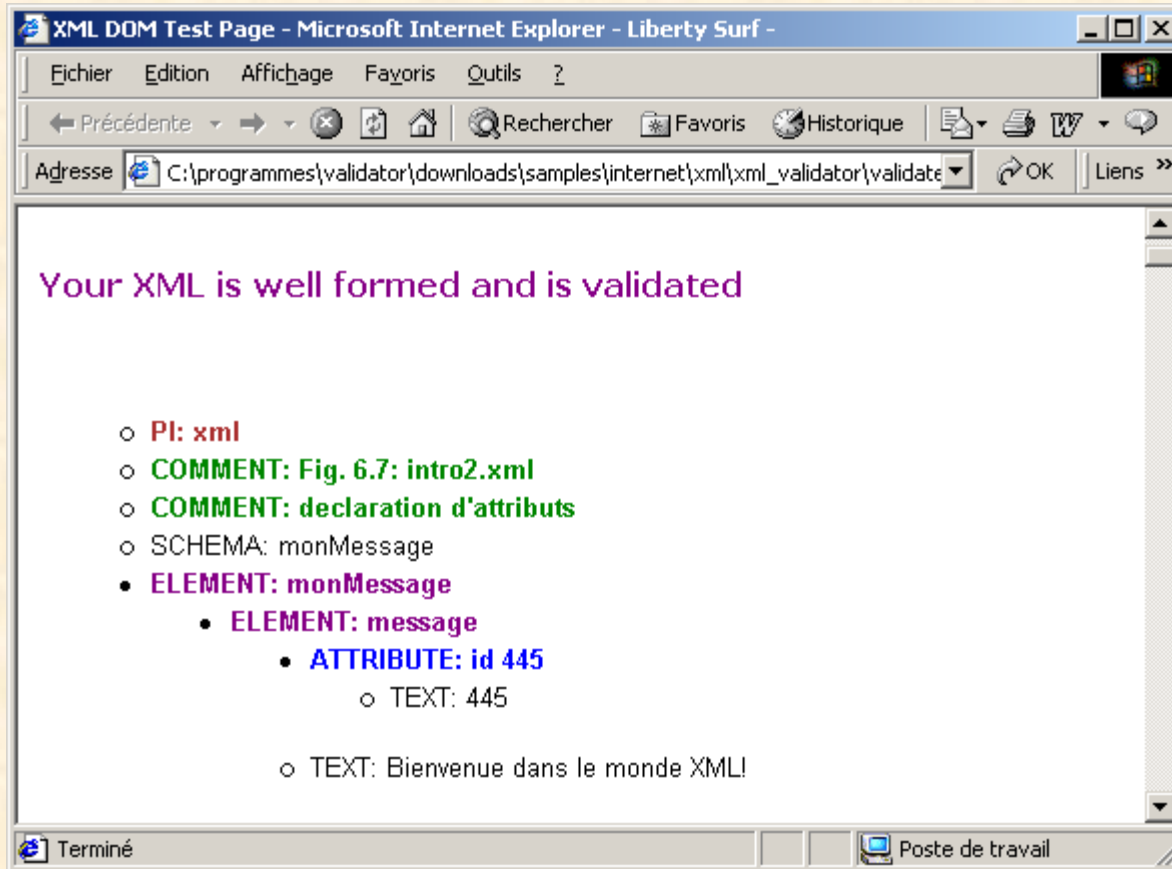 XML DOM Test Page - Microsoft Internet Explorer - Liberty Surf -
Fichier Edition Affichage Favoris Outils ?
Précédente Rechercher Favoris Historique
Adresse C:\programmes\validator\downloads\samples\internet\xml\xml_validator\validate OK Liens »
Your XML is well formed and is validated
PI: xml
COMMENT: Fig. 6.7: intro2.xml
COMMENT: declaration d'attributs
SCHEMA: monMessage
ELEMENT: monMessage
ELEMENT: message
ATTRIBUTE: id 445
TEXT: 445
TEXT: Bienvenue dans le monde XML!
Terminé Poste de travail